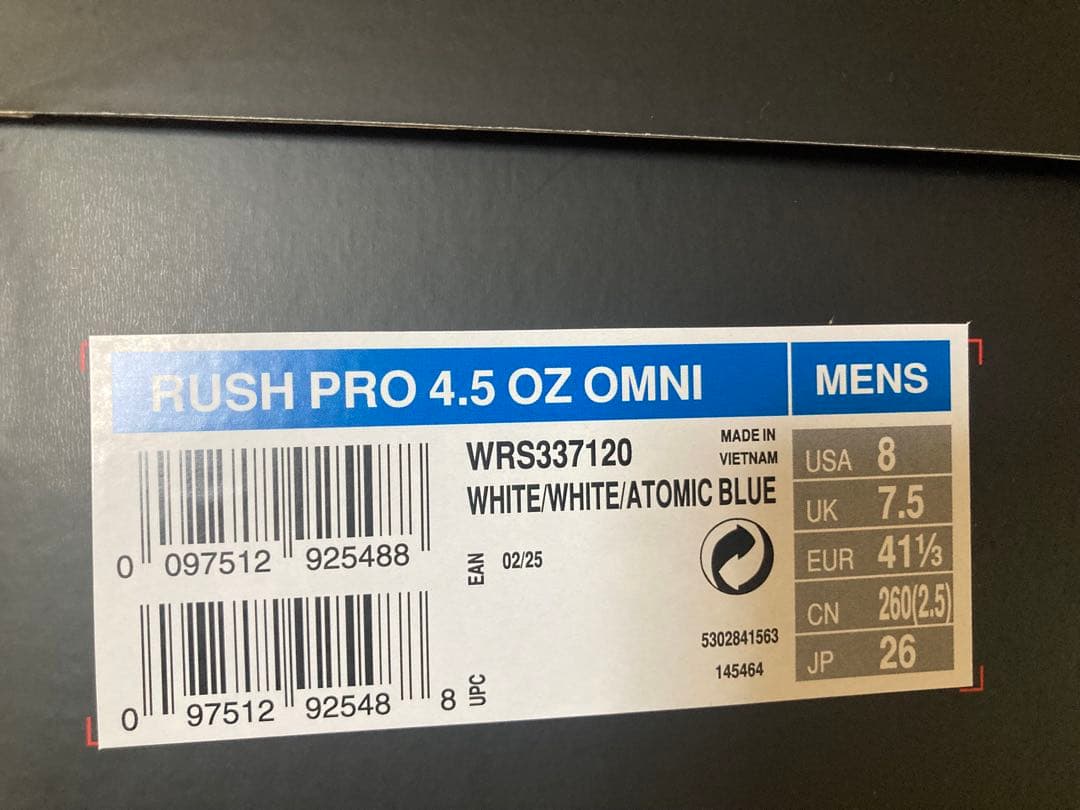 RUSH PRO 4.5 OZ OMNI
MENS
WRS337120
MADE IN
VIETNAM
WHITE/WHITE/ATOMIC BLUE
0 097512 925488
EAN 02/25
0 97512 92548 8
UPC
5302841563
145464
USA 8
UK 7.5
EUR 41⅓
CN 260(2.5)
JP 26